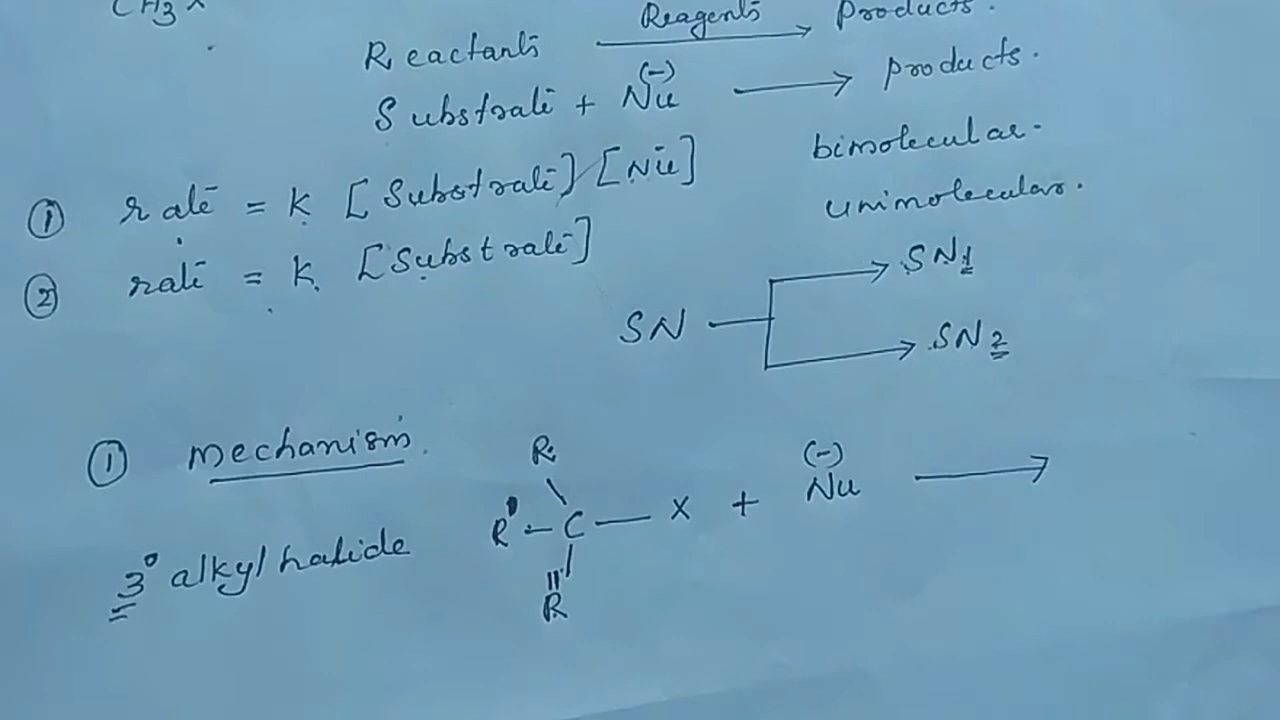 CH3 X
Reactants Reagents → Products.
Substrate + Nu(-) → products.
① rate = K [Substrate] [Nu] bimolecular.
② rate = K [Substrate] unimolecular.
SN → SN1
→ SN2
① mechanism.
3° alkyl halide
R
R' - C — X + Nu(-) →
"
R